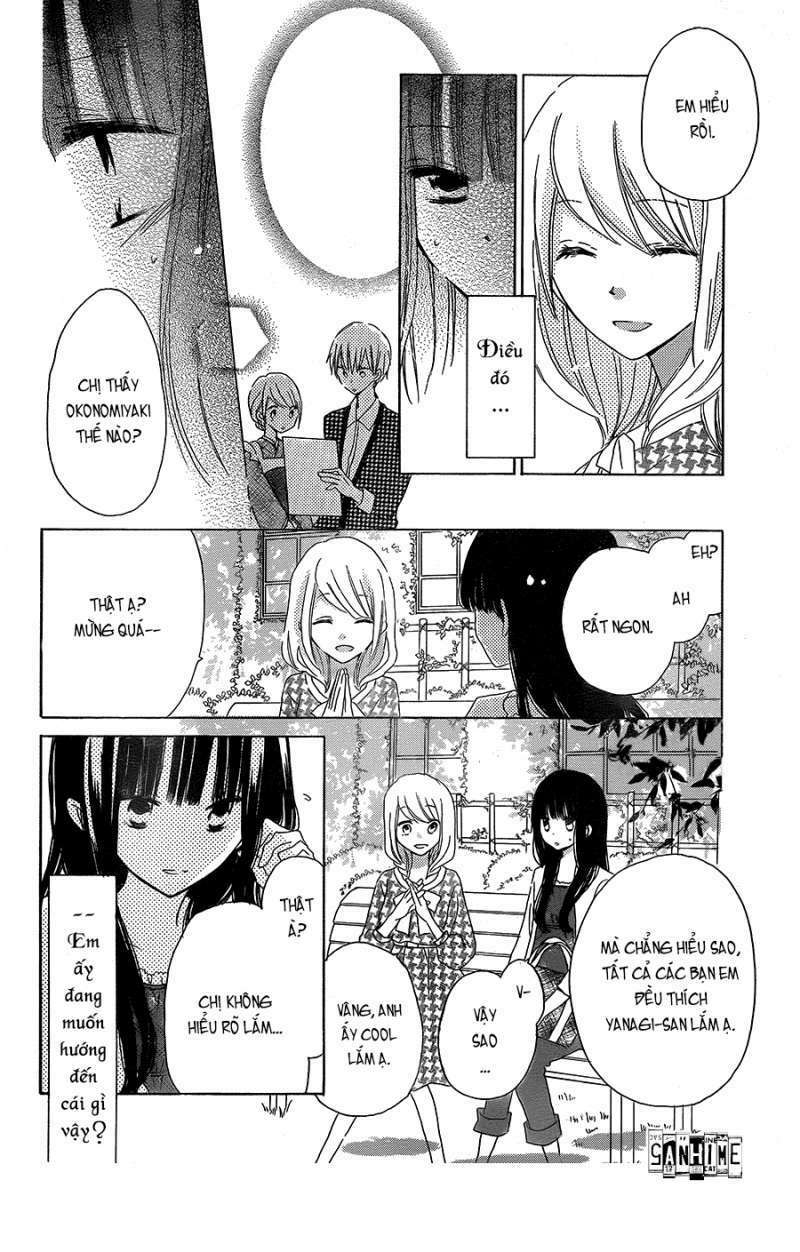 EM HIỂU
RỒI.
Điều
đó
...
CHỊ THẤY
OKONOMIYAKI
THẾ NÀO?
EH?
AH
RẤT NGON.
THẬT Ạ?
MỪNG QUÁ--
MÀ CHẲNG HIỂU SAO,
TẤT CẢ CÁC BẠN EM
ĐỀU THÍCH
YANAGI-SAN LẮM Ạ.
V-
VẬY
SAO
...
VÂNG, ANH
ẤY COOL
LẮM Ạ.
THẬT
À?
CHỊ KHÔNG
HIỂU RÕ LẮM...
--
Em
ấy
đang
muốn
hướng
đến
cái gì
vậy?
SANHIME